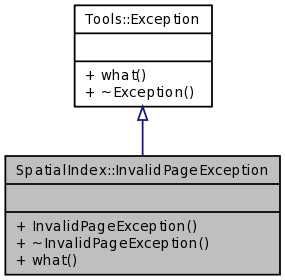 Tools::Exception
+ what()
+ ~Exception()
SpatialIndex::InvalidPageException
+ InvalidPageException()
+ ~InvalidPageException()
+ what()